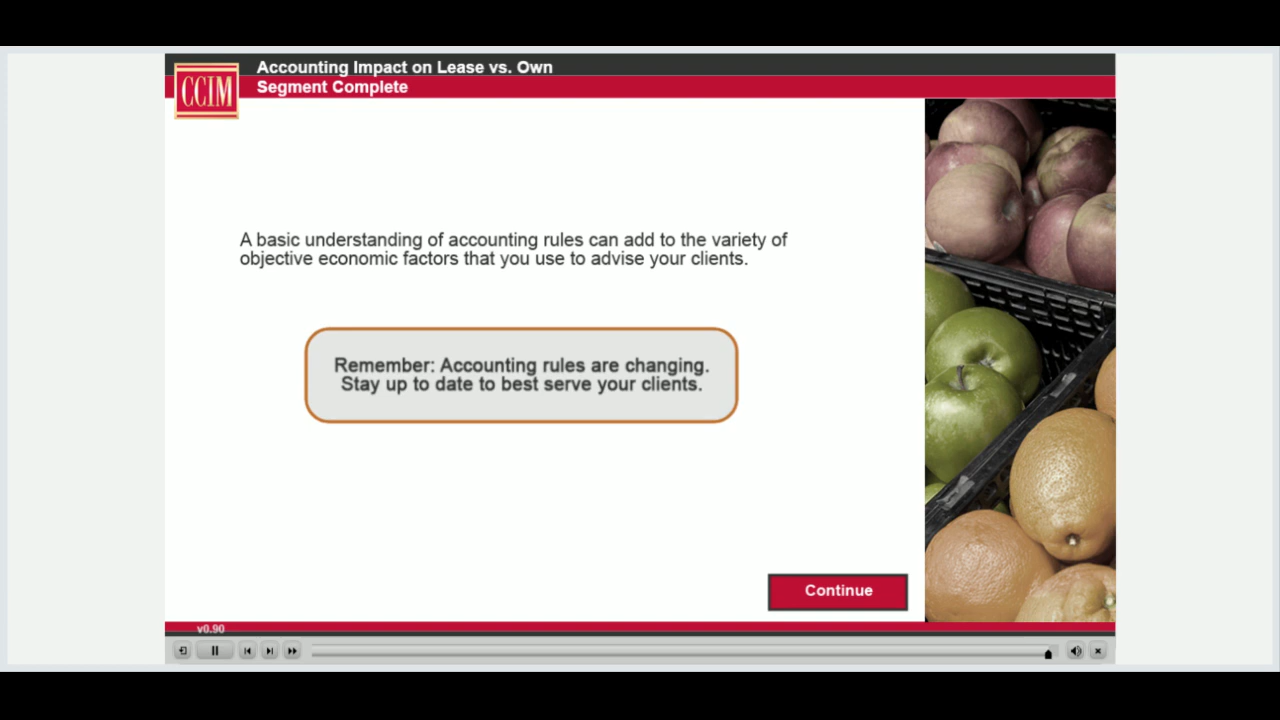 Accounting Impact on Lease vs. Own
CCIM
Segment Complete
A basic understanding of accounting rules can add to the variety of
objective economic factors that you use to advise your clients.
Remember: Accounting rules are changing.
Stay up to date to best serve your clients.
Continue
v0.90